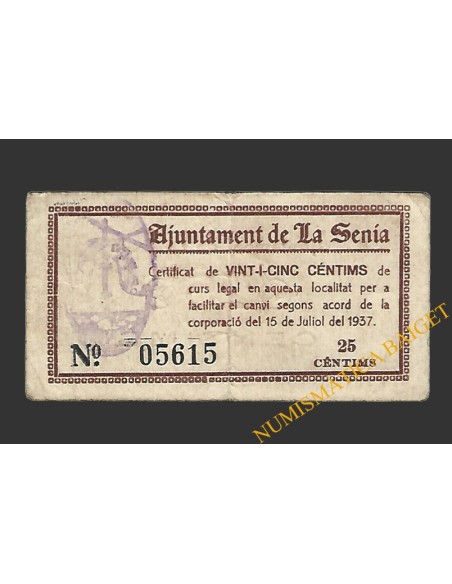 Ajuntament de La Senia
Certificat de VINT-I-CINC CÉNTIMS de
curs legal en aquesta localitat per a
facilitar el canvi segons acord de la
corporació del 15 de Juliol del 1937.
Nº 05615
25
CÉNTIMS
NUMISMATICA BAIGET